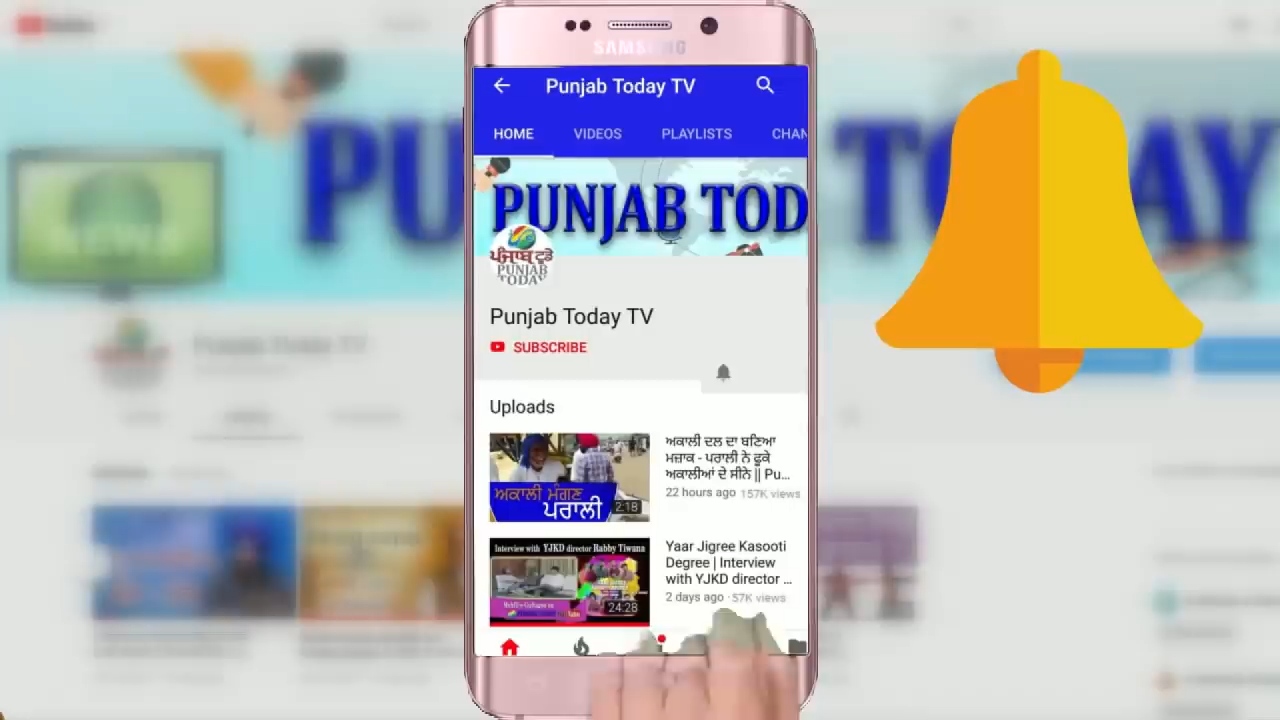 SAMSUNG
Punjab Today TV
HOME VIDEOS PLAYLISTS CHAN
PUNJAB TOD
ਪੰਜਾਬ ਟੂਡੇ
PUNJAB
TODAY
Punjab Today TV
SUBSCRIBE
Uploads
ਅਕਾਲੀ ਮੰਗਣ
ਪਰਾਲੀ
2:18
ਅਕਾਲੀ ਦਲ ਦਾ ਬਣਿਆ
ਮਜ਼ਾਕ - ਪਰਾਲੀ ਨੇ ਫੂਕੇ
ਅਕਾਲੀਆਂ ਦੇ ਸੀਨੇ || Pu...
22 hours ago 157K views
Interview with YJKD director Rabby Tiwana
24:28
Yaar Jigree Kasooti
Degree | Interview
with YJKD director ...
2 days ago · 57K views
PU
T
AY